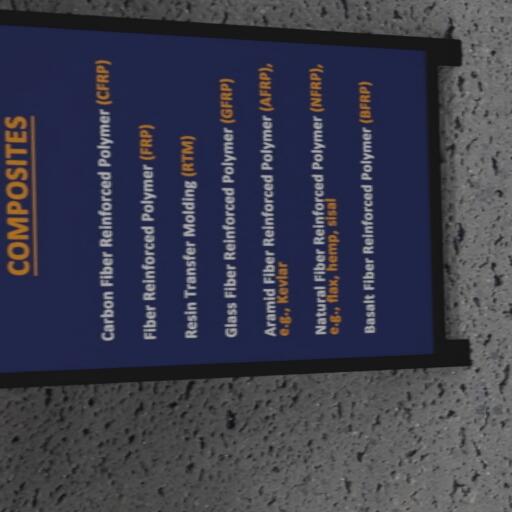 COMPOSITES
Carbon Fiber Reinforced Polymer (CFRP)
Fiber Reinforced Polymer (FRP)
Resin Transfer Molding (RTM)
Glass Fiber Reinforced Polymer (GFRP)
Aramid Fiber Reinforced Polymer (AFRP),
e.g., Kevlar
Natural Fiber Reinforced Polymer (NFRP),
e.g., flax, hemp, sisal
Basalt Fiber Reinforced Polymer (BFRP)